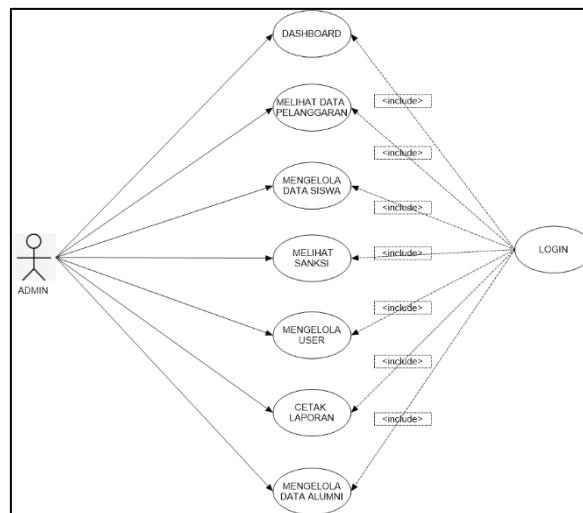 DASHBOARD
MELIHAT DATA
PELANGGARAN
<include>
<include>
MENGELOLA
DATA SISWA
<include>
MELIHAT
SANKSI
<include>
LOGIN
ADMIN
MENGELOLA
USER
<include>
CETAK
LAPORAN
<include>
<include>
MENGELOLA
DATA ALUMNI